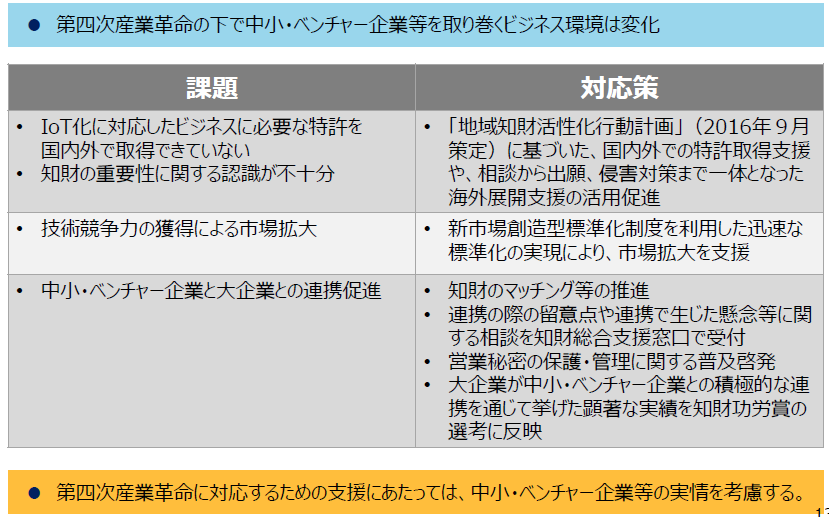 ● 第四次産業革命の下で中小・ベンチャー企業等を取り巻くビジネス環境は変化
課題
対応策
• IoT化に対応したビジネスに必要な特許を
国内外で取得できていない
• 知財の重要性に関する認識が不十分
• 「地域知財活性化行動計画」（2016年９月
策定）に基づいた、国内外での特許取得支援
や、相談から出願、侵害対策まで一体となった
海外展開支援の活用促進
• 技術競争力の獲得による市場拡大
• 新市場創造型標準化制度を利用した迅速な
標準化の実現により、市場拡大を支援
• 中小・ベンチャー企業と大企業との連携促進
• 知財のマッチング等の推進
• 連携の際の留意点や連携で生じた懸念等に関
する相談を知財総合支援窓口で受付
• 営業秘密の保護・管理に関する普及啓発
• 大企業が中小・ベンチャー企業との積極的な連
携を通じて挙げた顕著な実績を知財功労賞の
選考に反映
● 第四次産業革命に対応するための支援にあたっては、中小・ベンチャー企業等の実情を考慮する。